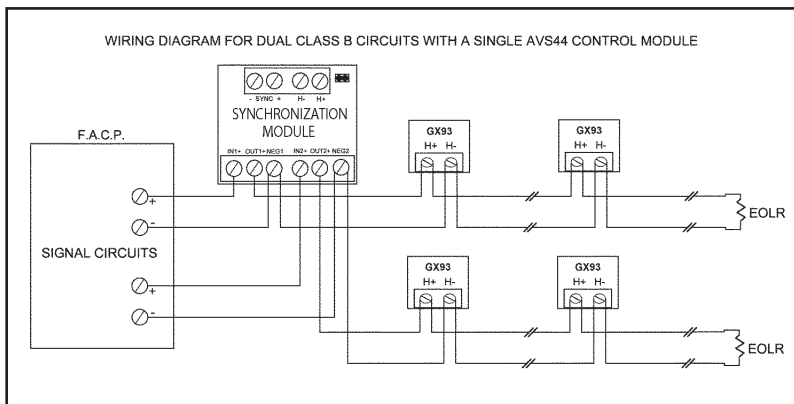 WIRING DIAGRAM FOR DUAL CLASS B CIRCUITS WITH A SINGLE AVS44 CONTROL MODULE
- SYNC + H- H+
SYNCHRONIZATION
MODULE
IN1+ OUT1+ NEG1 IN2+ OUT2+ NEG2
F.A.C.P.
+
-
SIGNAL CIRCUITS
+
-
GX93
H+ H-
GX93
H+ H-
EOLR
GX93
H+ H-
GX93
H+ H-
EOLR